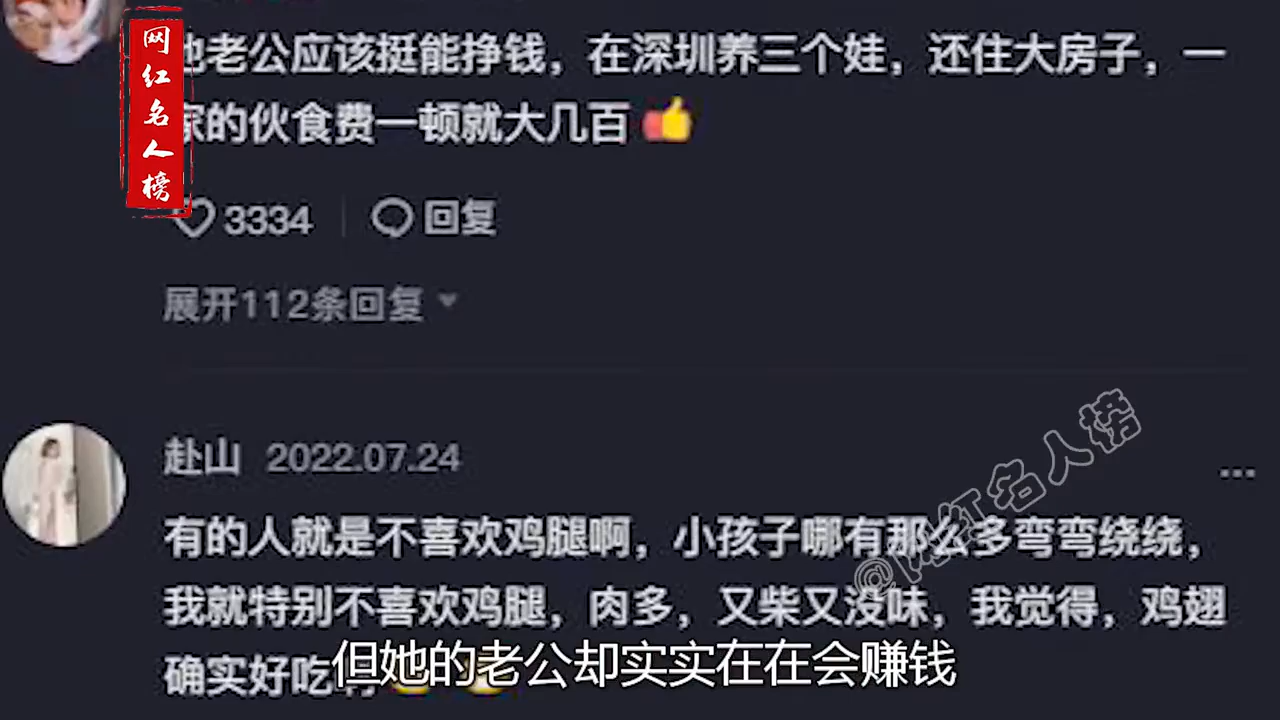 网红名人榜
老公应该挺能挣钱，在深圳养三个娃，还住大房子，一
家的伙食费一顿就大几百
3334 回复
展开112条回复
赴山 2022.07.24
有的人就是不喜欢鸡腿啊，小孩子哪有那么多弯弯绕绕，
我就特别不喜欢鸡腿，肉多，又柴又没味，我觉得，鸡翅
确实好吃
@网红名人榜
但她的老公却实实在在会赚钱